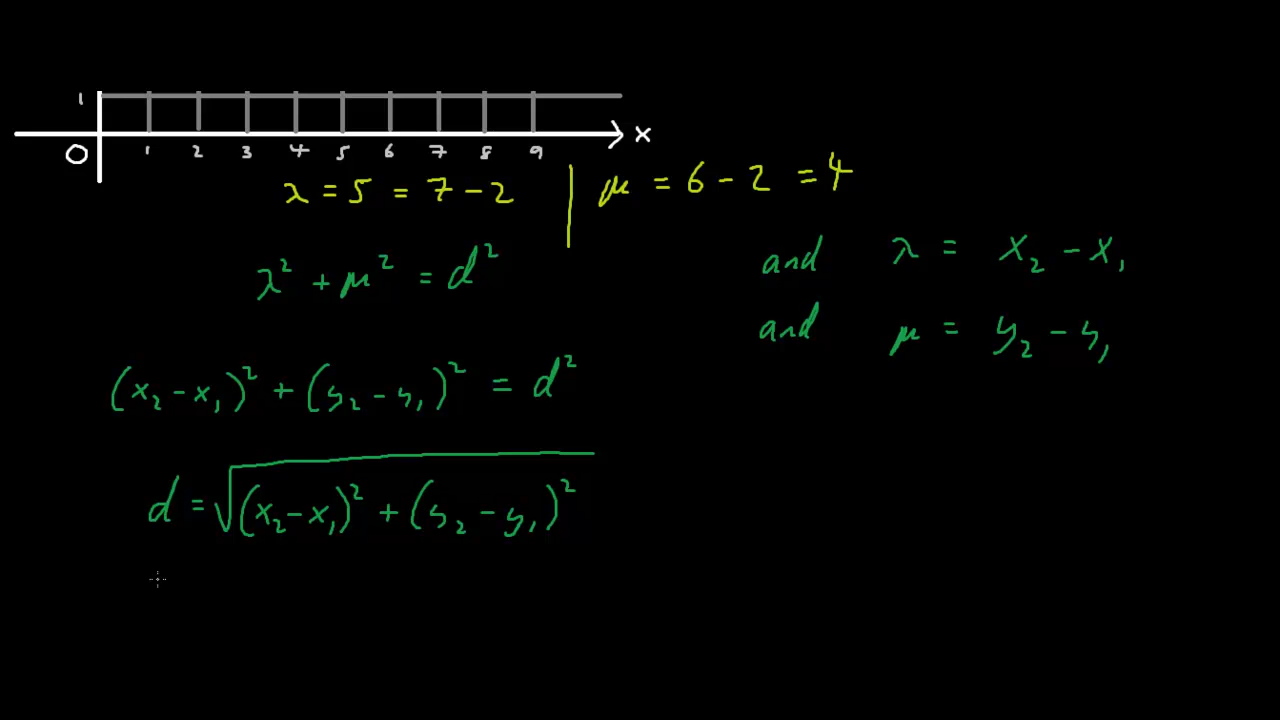 1
x
0 1 2 3 4 5 6 7 8 9
λ = 5 = 7 - 2 | μ = 6 - 2 = 4
λ² + μ² = d²
and λ = x₂ - x₁
and μ = y₂ - y₁
(x₂ - x₁)² + (y₂ - y₁)² = d²
d = √((x₂ - x₁)² + (y₂ - y₁)²)